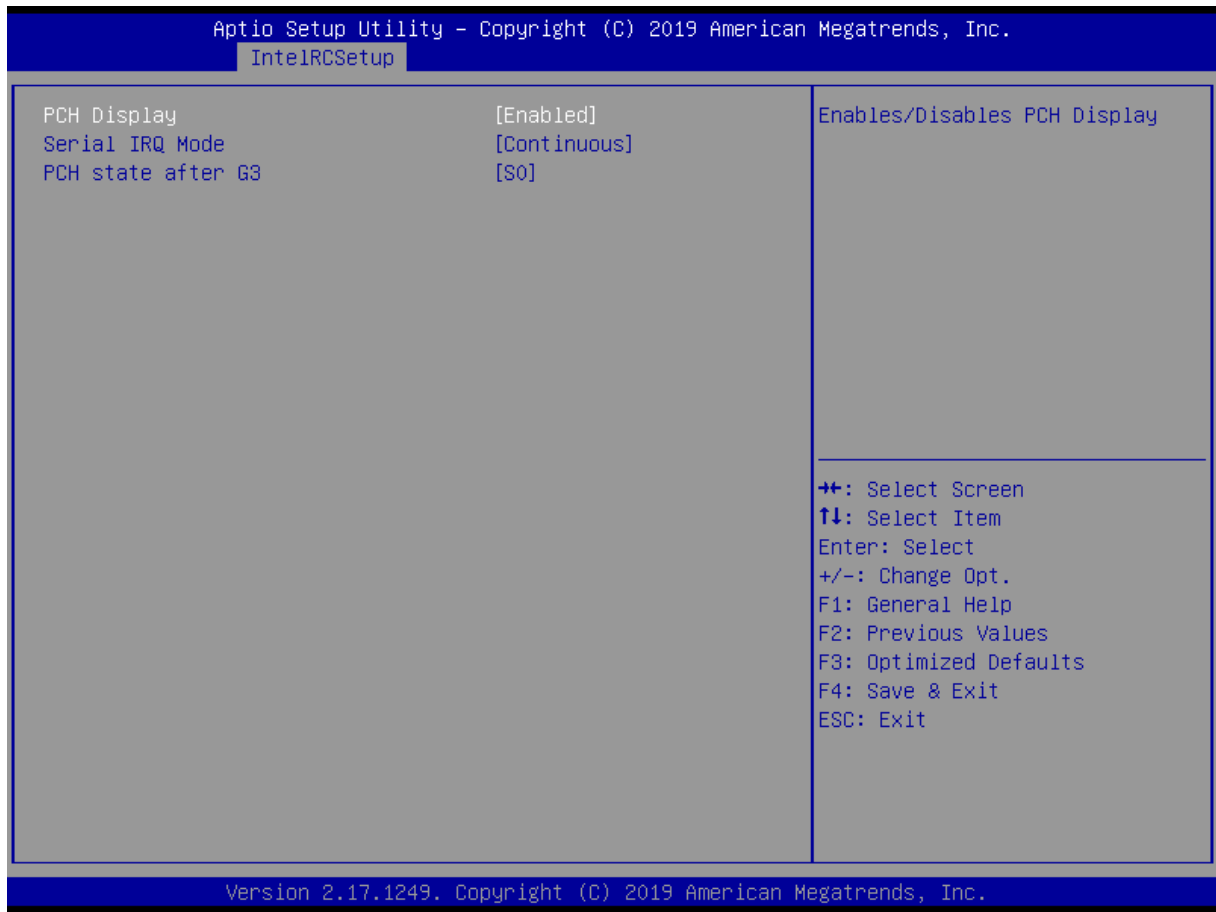 Aptio Setup Utility – Copyright (C) 2019 American Megatrends, Inc.
IntelRCSetup
PCH Display [Enabled]
Serial IRQ Mode [Continuous]
PCH state after G3 [S0]
Enables/Disables PCH Display
→←: Select Screen
↑↓: Select Item
Enter: Select
+/-: Change Opt.
F1: General Help
F2: Previous Values
F3: Optimized Defaults
F4: Save & Exit
ESC: Exit
Version 2.17.1249. Copyright (C) 2019 American Megatrends, Inc.